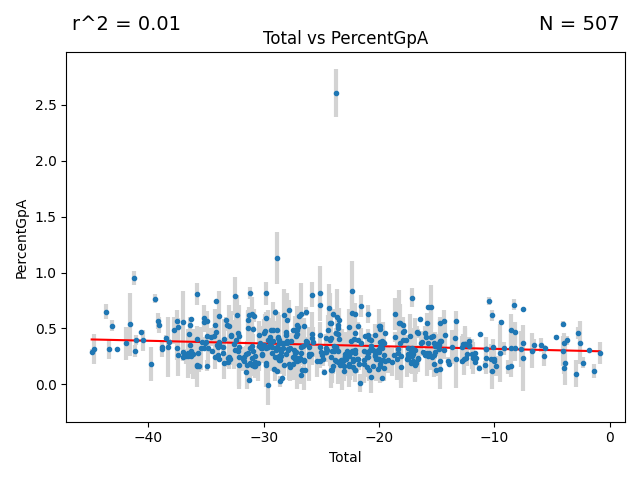 r^2 = 0.01
N = 507
Total vs PercentGpA
PercentGpA
2.5
2.0
1.5
1.0
0.5
0.0
−40
−30
−20
−10
0
Total